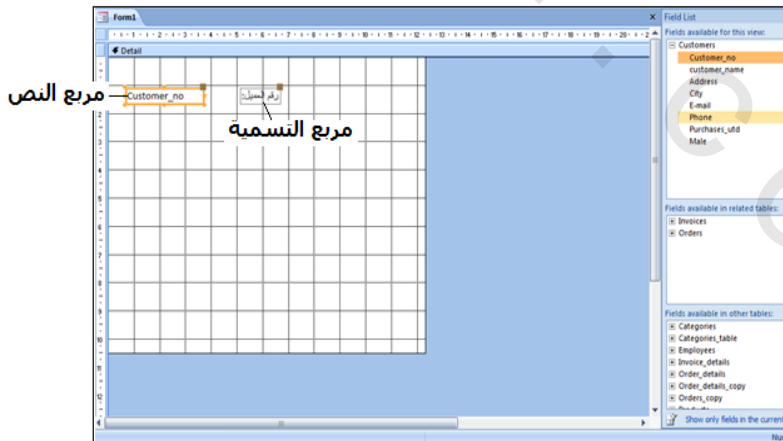 Form1
Field List
Fields available for this view:
Detail
Customers
Customer_no
customer_name
Address
City
E-mail
Phone
Purchases_utd
Male
Customer_no
رقم العميل:
مربع النص
مربع التسمية
Fields available in related tables:
Invoices
Orders
Fields available in other tables:
Categories
Categories_table
Employees
Invoice_details
Order_details
Order_details_copy
Orders_copy
Show only fields in the current